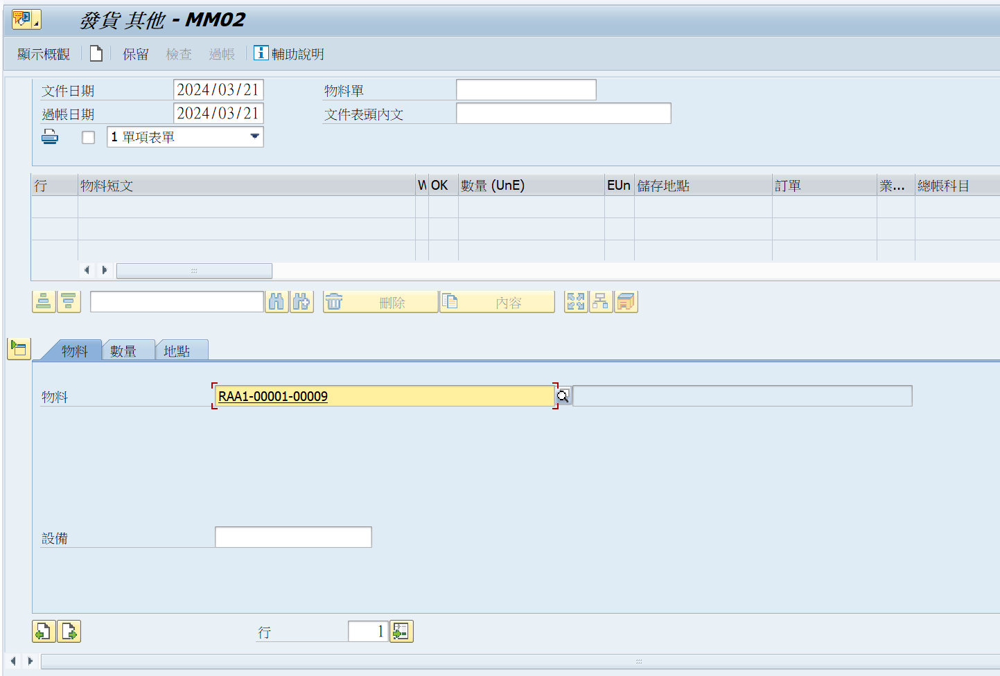 發貨 其他 - MM02
顯示概觀 保留 檢查 過帳 輔助說明
文件日期 2024/03/21 物料單
過帳日期 2024/03/21 文件表頭內文
1 單項表單
行 物料短文 W OK 數量 (UnE) EUn 儲存地點 訂單 業... 總帳科目
刪除 內容
物料 數量 地點
物料 RAA1-00001-00009
設備
行 1